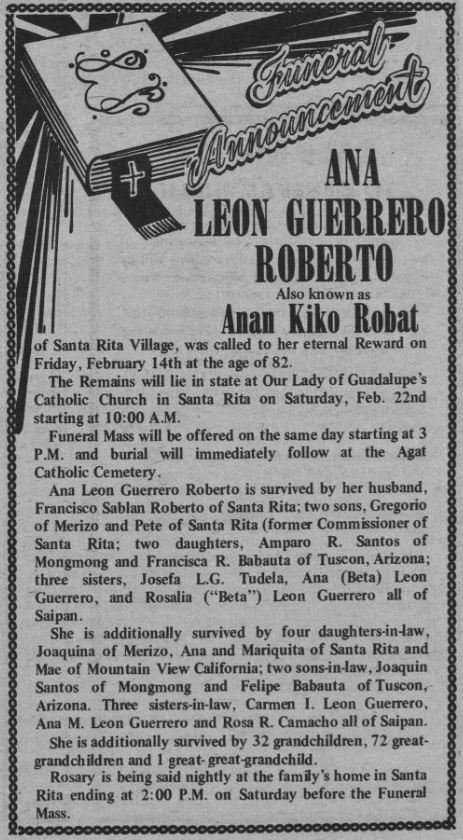 Funeral
Announcement
ANA
LEON GUERRERO
ROBERTO
Also known as
Anan Kiko Robat
of Santa Rita Village, was called to her eternal Reward on
Friday, February 14th at the age of 82.
The Remains will lie in state at Our Lady of Guadalupe's
Catholic Church in Santa Rita on Saturday, Feb. 22nd
starting at 10:00 A.M.
Funeral Mass will be offered on the same day starting at 3
P.M. and burial will immediately follow at the Agat
Catholic Cemetery.
Ana Leon Guerrero Roberto is survived by her husband,
Francisco Sablan Roberto of Santa Rita; two sons, Gregorio
of Merizo and Pete of Santa Rita (former Commissioner of
Santa Rita; two daughters, Amparo R. Santos of
Mongmong and Francisca R. Babauta of Tuscon, Arizona;
three sisters, Josefa L.G. Tudela, Ana (Beta) Leon
Guerrero, and Rosalia ("Beta") Leon Guerrero all of
Saipan.
She is additionally survived by four daughters-in-law,
Joaquina of Merizo, Ana and Mariquita of Santa Rita and
Mae of Mountain View California; two sons-in-law, Joaquin
Santos of Mongmong and Felipe Babauta of Tuscon,
Arizona. Three sisters-in-law, Carmen I. Leon Guerrero,
Ana M. Leon Guerrero and Rosa R. Camacho all of Saipan.
She is additionally survived by 32 grandchildren, 72 great-
grandchildren and 1 great-great-grandchild.
Rosary is being said nightly at the family's home in Santa
Rita ending at 2:00 P.M. on Saturday before the Funeral
Mass.